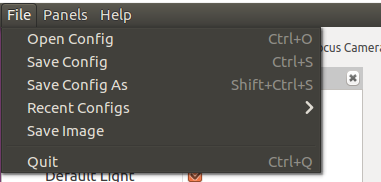 File Panels Help
Open Config Ctrl+O
Save Config Ctrl+S
Save Config As Shift+Ctrl+S
Recent Configs
Save Image
Quit Ctrl+Q
Camera
Default Light